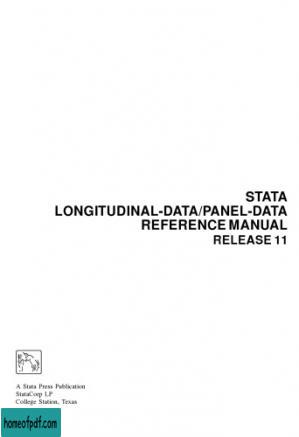 STATA
LONGITUDINAL-DATA/PANEL-DATA
REFERENCE MANUAL
RELEASE 11
A Stata Press Publication
StataCorp LP
College Station, Texas
homeofpdf.com